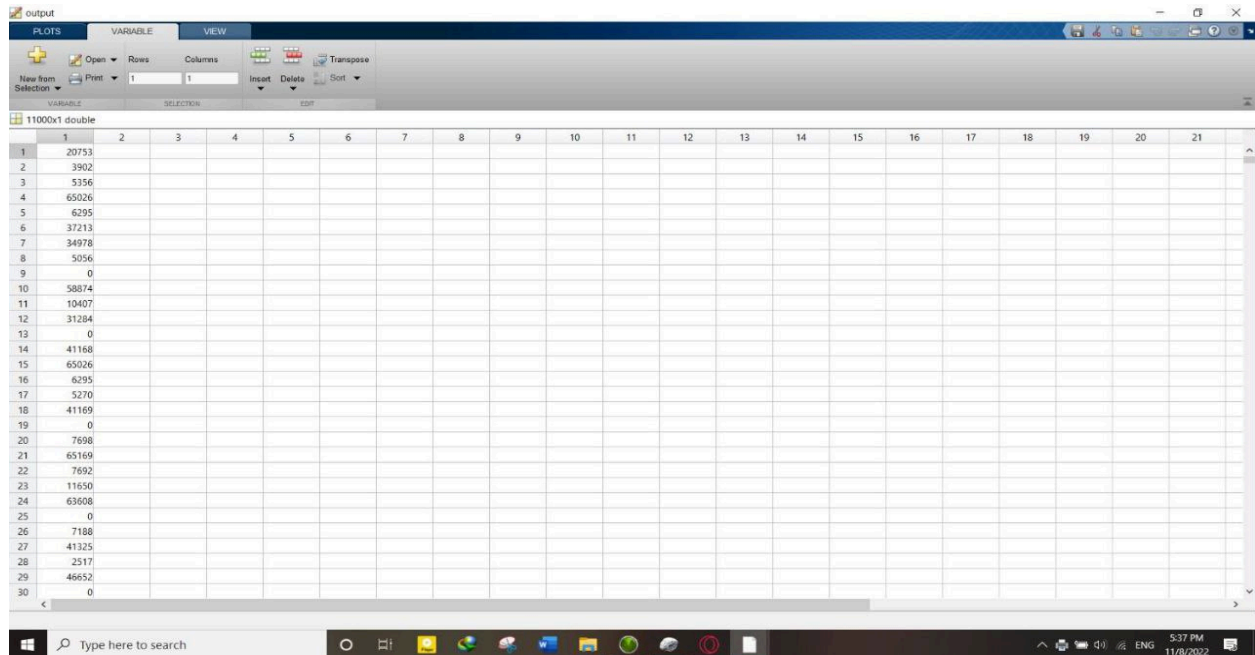 output
PLOTS VARIABLE VIEW
New from Selection
Open
Print
Rows Columns
1 1
Insert Delete
Transpose
Sort
VARIABLE SELECTION EDIT
11000x1 double
1 2 3 4 5 6 7 8 9 10 11 12 13 14 15 16 17 18 19 20 21
1 20753
2 3902
3 5356
4 65026
5 6295
6 37213
7 34978
8 5056
9 0
10 58874
11 10407
12 31284
13 0
14 41168
15 65026
16 6295
17 5270
18 41169
19 0
20 7698
21 65169
22 7692
23 11650
24 63608
25 0
26 7188
27 41325
28 2517
29 46652
30 0
Type here to search
ENG
5:37 PM
11/8/2022